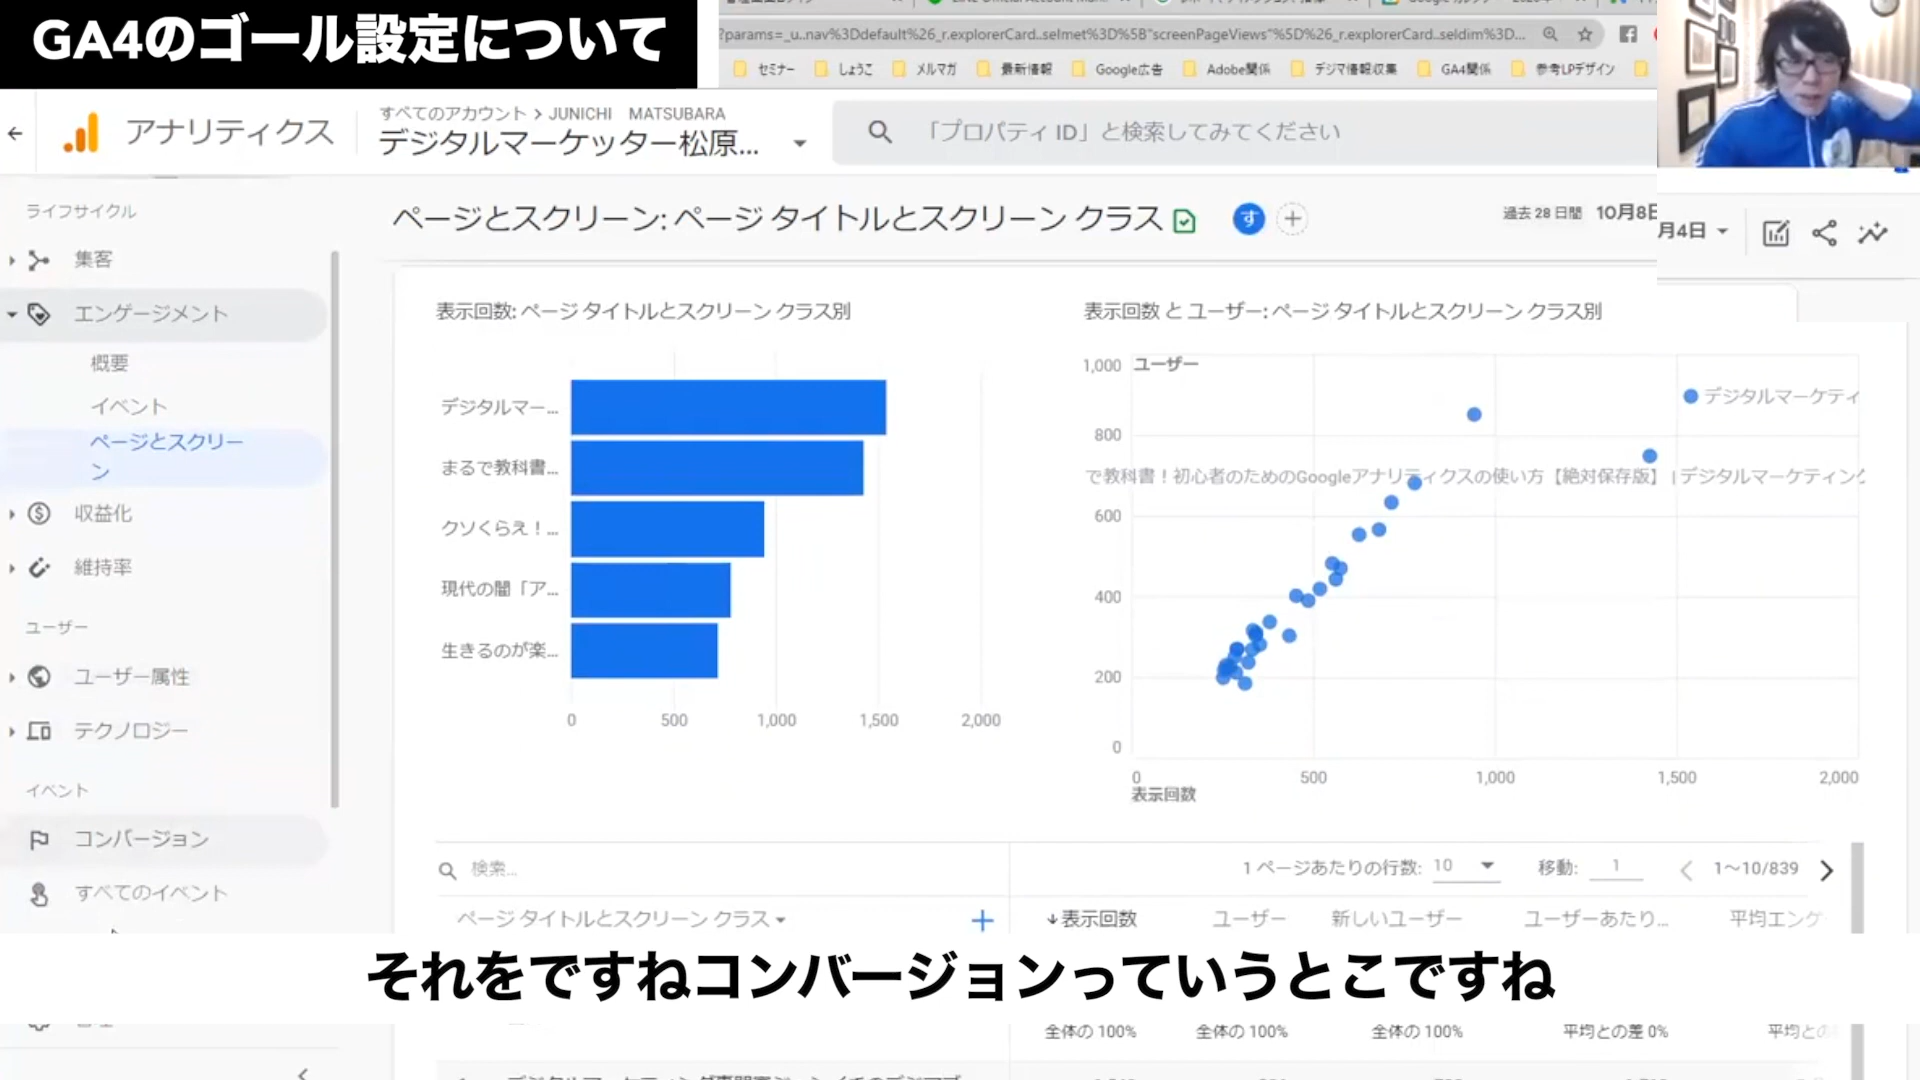 GA4のゴール設定について
?params=_u..nav%3Ddefault%26_r.explorerCard..selmet%3D%5B"screenPageViews"%5D%26_r.explorerCard..seldim%3D...
セミナー しょうこ メルマガ 最新情報 Google広告 Adobe関係 デジマ情報収集 GA4関係 参考LPデザイン
アナリティクス
すべてのアカウント > JUNICHI MATSUBARA
デジタルマーケッター松原...
「プロパティ ID」と検索してみてください
ライフサイクル
集客
エンゲージメント
概要
イベント
ページとスクリー
ン
収益化
維持率
ユーザー
ユーザー属性
テクノロジー
イベント
コンバージョン
すべてのイベント
ページとスクリーン: ページ タイトルとスクリーン クラス
す
過去 28 日間 10月8日
月4日
表示回数: ページ タイトルとスクリーン クラス別
デジタルマー...
まるで教科書...
クソくらえ！...
現代の闇「ア...
生きるのが楽...
0 500 1,000 1,500 2,000
表示回数 と ユーザー: ページ タイトルとスクリーン クラス別
ユーザー
1,000
800
600
400
200
0
デジタルマーケティ
で教科書！初心者のためのGoogleアナリティクスの使い方【絶対保存版】 | デジタルマーケティング
0 500 1,000 1,500 2,000
表示回数
検索...
1 ページあたりの行数: 10 移動: 1 1～10/839
ページ タイトルとスクリーン クラス
↓表示回数 ユーザー 新しいユーザー ユーザーあたり... 平均エンゲ
それをですねコンバージョンっていうとこですね
全体の 100% 全体の 100% 全体の 100% 平均との差 0% 平均との